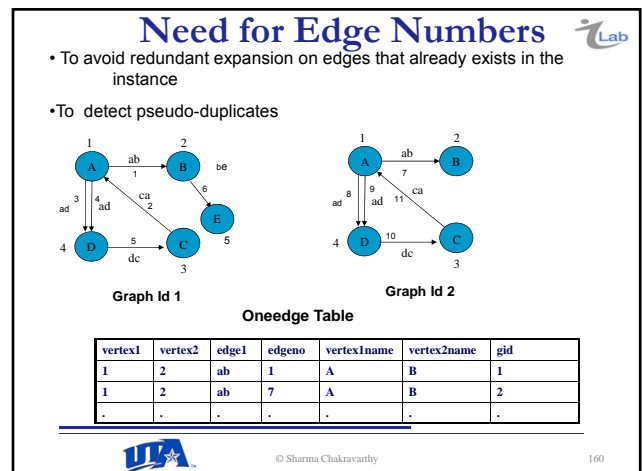 Need for Edge Numbers
iLab
• To avoid redundant expansion on edges that already exists in the
instance
•To detect pseudo-duplicates
1 2
A ab B be
1
3 4 ca 6
ad ad 2 E
4 D 5 C 5
dc 3
Graph Id 1
1 2
A ab B
7
8 9 ca
ad ad 11
4 D 10 C
dc 3
Graph Id 2
Oneedge Table
vertex1 vertex2 edge1 edgeno vertex1name vertex2name gid
1 2 ab 1 A B 1
1 2 ab 7 A B 2
. . . . . . .
UTA
© Sharma Chakravarthy
160